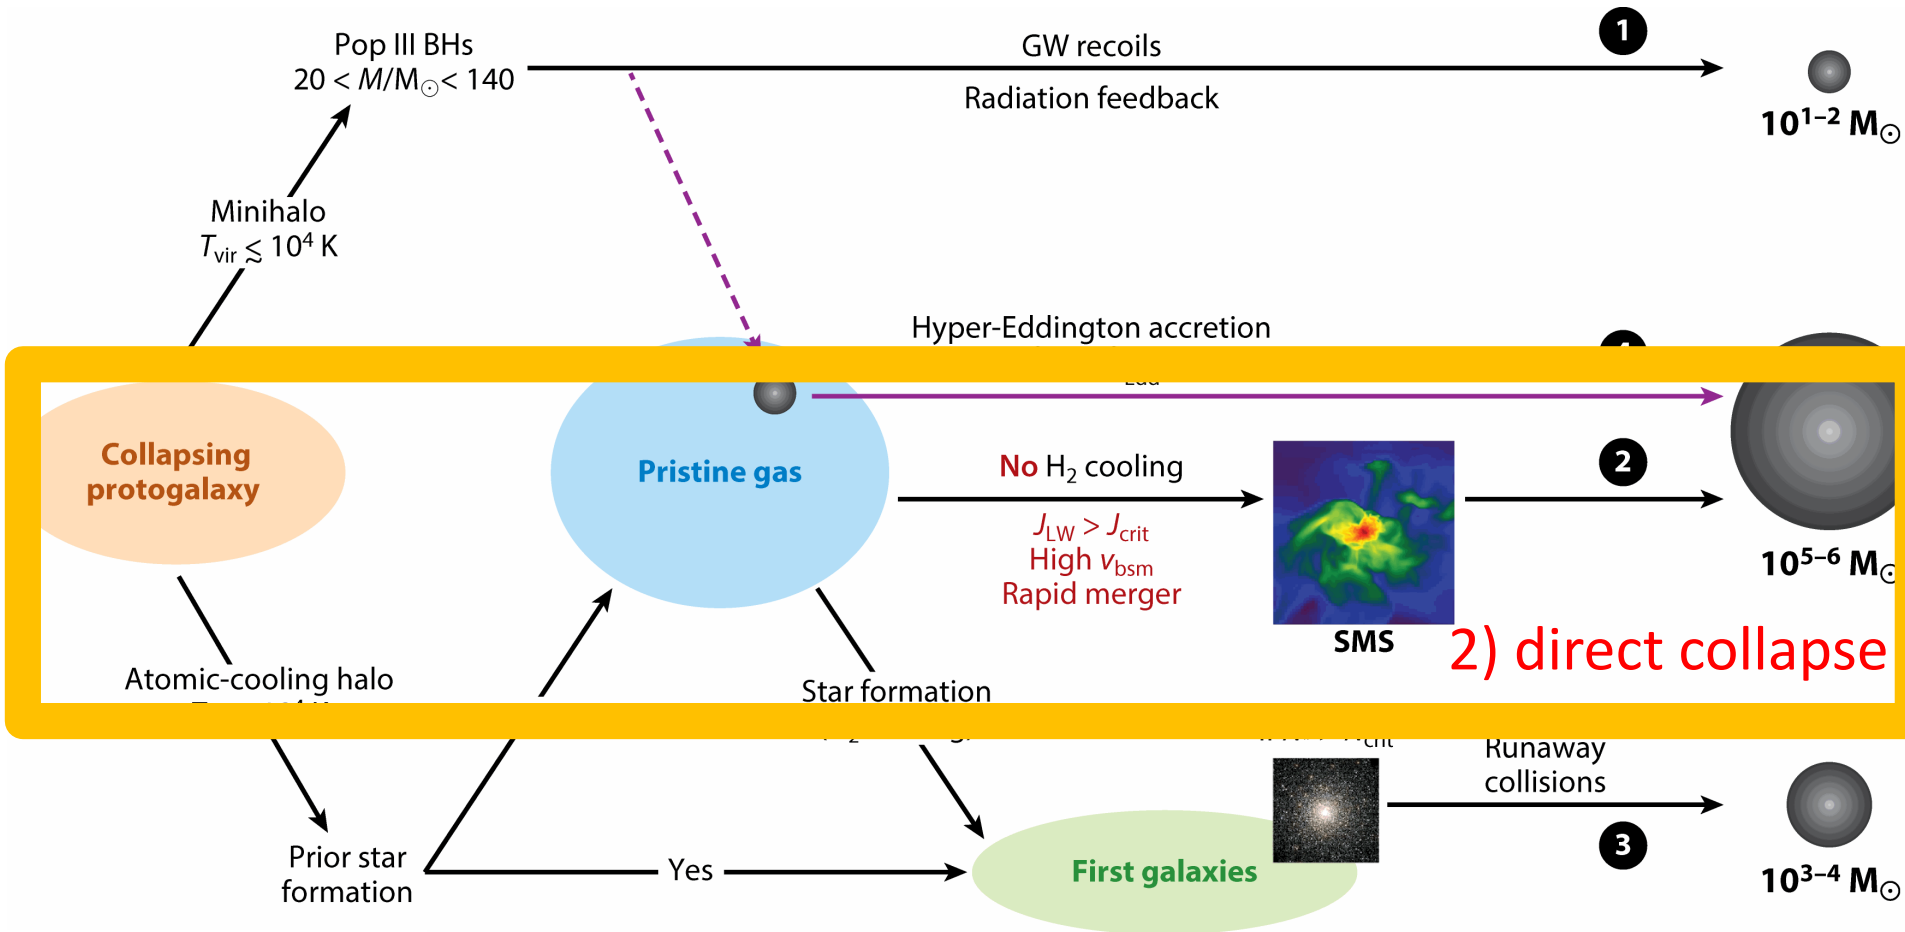 Pop III BHs
20 < M/M☉ < 140
GW recoils
Radiation feedback
1
10¹⁻² M☉
Minihalo
Tvir ≲ 10⁴ K
Hyper-Eddington accretion
Edd
Collapsing
protogalaxy
Pristine gas
No H₂ cooling
JLW > Jcrit
High vbsm
Rapid merger
SMS
2
10⁵⁻⁶ M☉
2) direct collapse
Atomic-cooling halo
Star formation
Runaway
collisions
3
10³⁻⁴ M☉
Prior star
formation
Yes
First galaxies